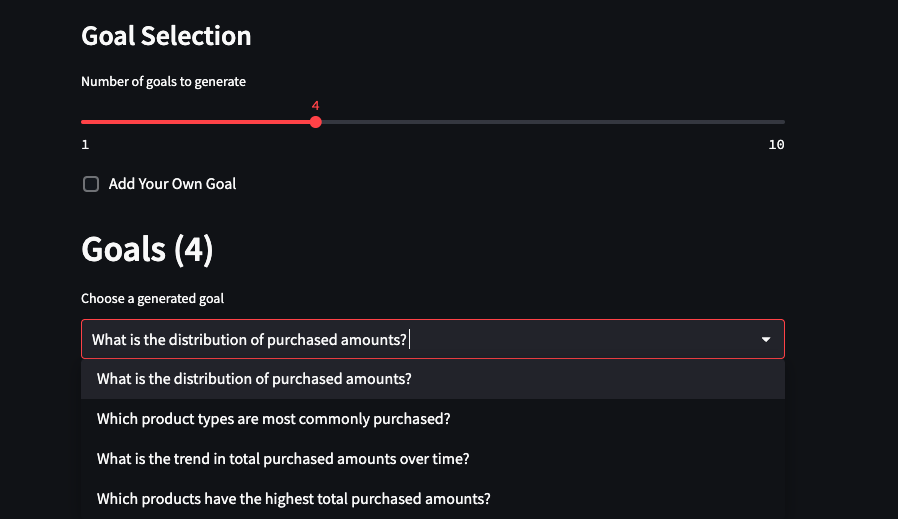 Goal Selection
Number of goals to generate
4
1 10
Add Your Own Goal
Goals (4)
Choose a generated goal
What is the distribution of purchased amounts?
What is the distribution of purchased amounts?
Which product types are most commonly purchased?
What is the trend in total purchased amounts over time?
Which products have the highest total purchased amounts?